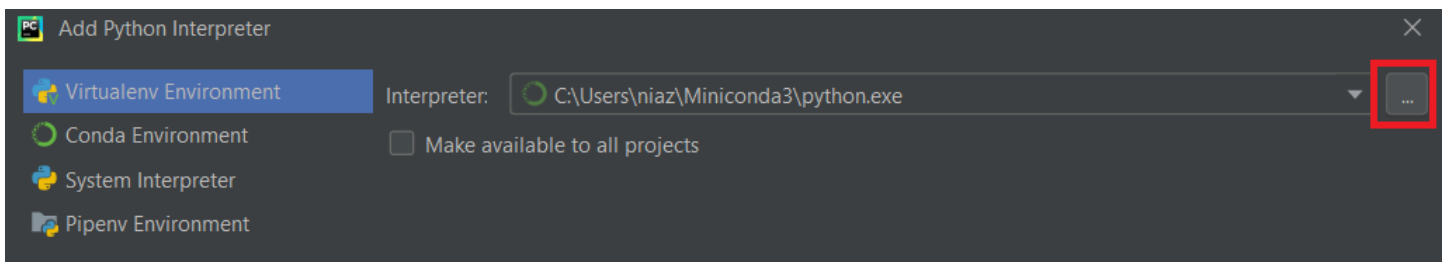 PC Add Python Interpreter
Virtualenv Environment
Interpreter: C:\Users\niaz\Miniconda3\python.exe ...
Conda Environment
Make available to all projects
System Interpreter
Pipenv Environment